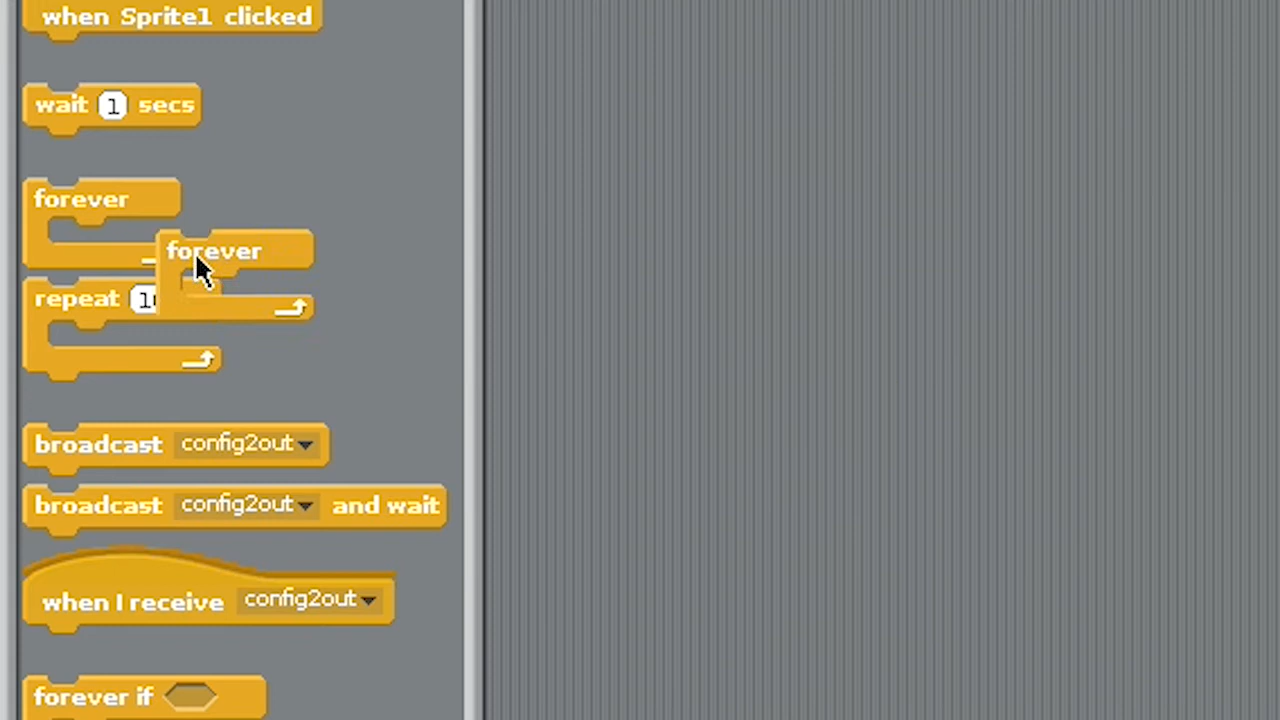 when Sprite1 clicked
wait 1 secs
forever
forever
repeat
broadcast config2out
broadcast config2out and wait
when I receive config2out
forever if